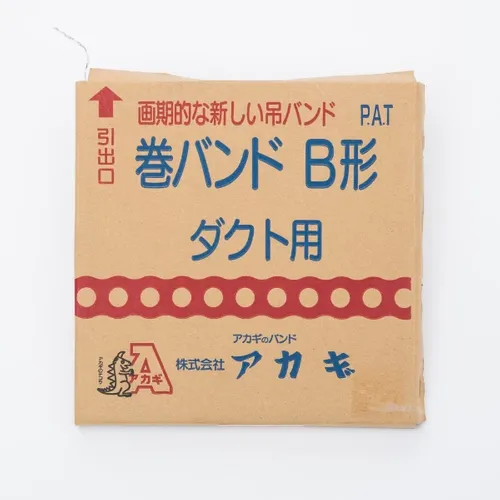 画期的な新しい吊バンド P.A.T
引出口
巻バンド B形
ダクト用
アカギのバンド
株式会社 アカギ
アカギ